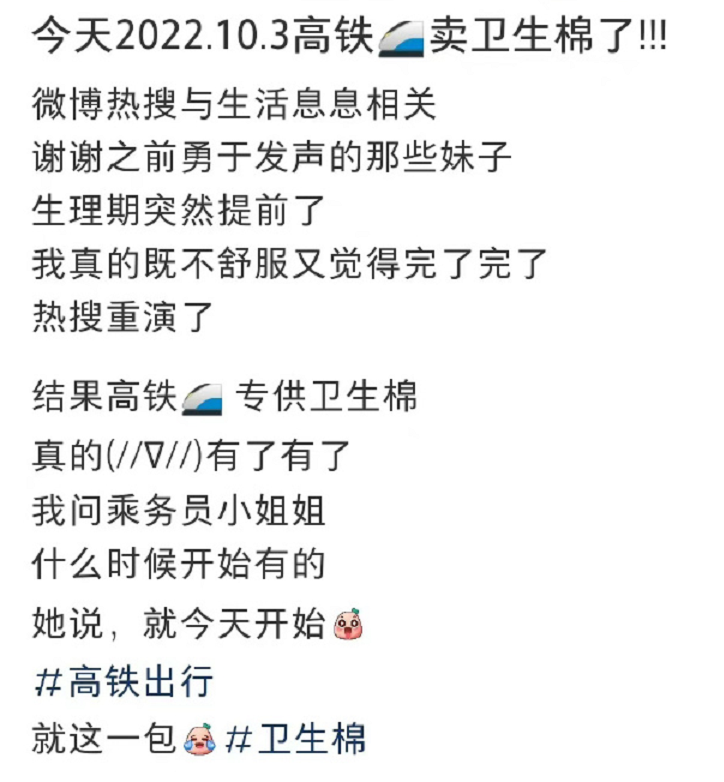 今天2022.10.3高铁🚄卖卫生棉了!!!
微博热搜与生活息息相关
谢谢之前勇于发声的那些妹子
生理期突然提前了
我真的既不舒服又觉得完了完了
热搜重演了
结果高铁🚄 专供卫生棉
真的(//∇//)有了有了
我问乘务员小姐姐
什么时候开始有的
她说，就今天开始
#高铁出行
就这一包 #卫生棉